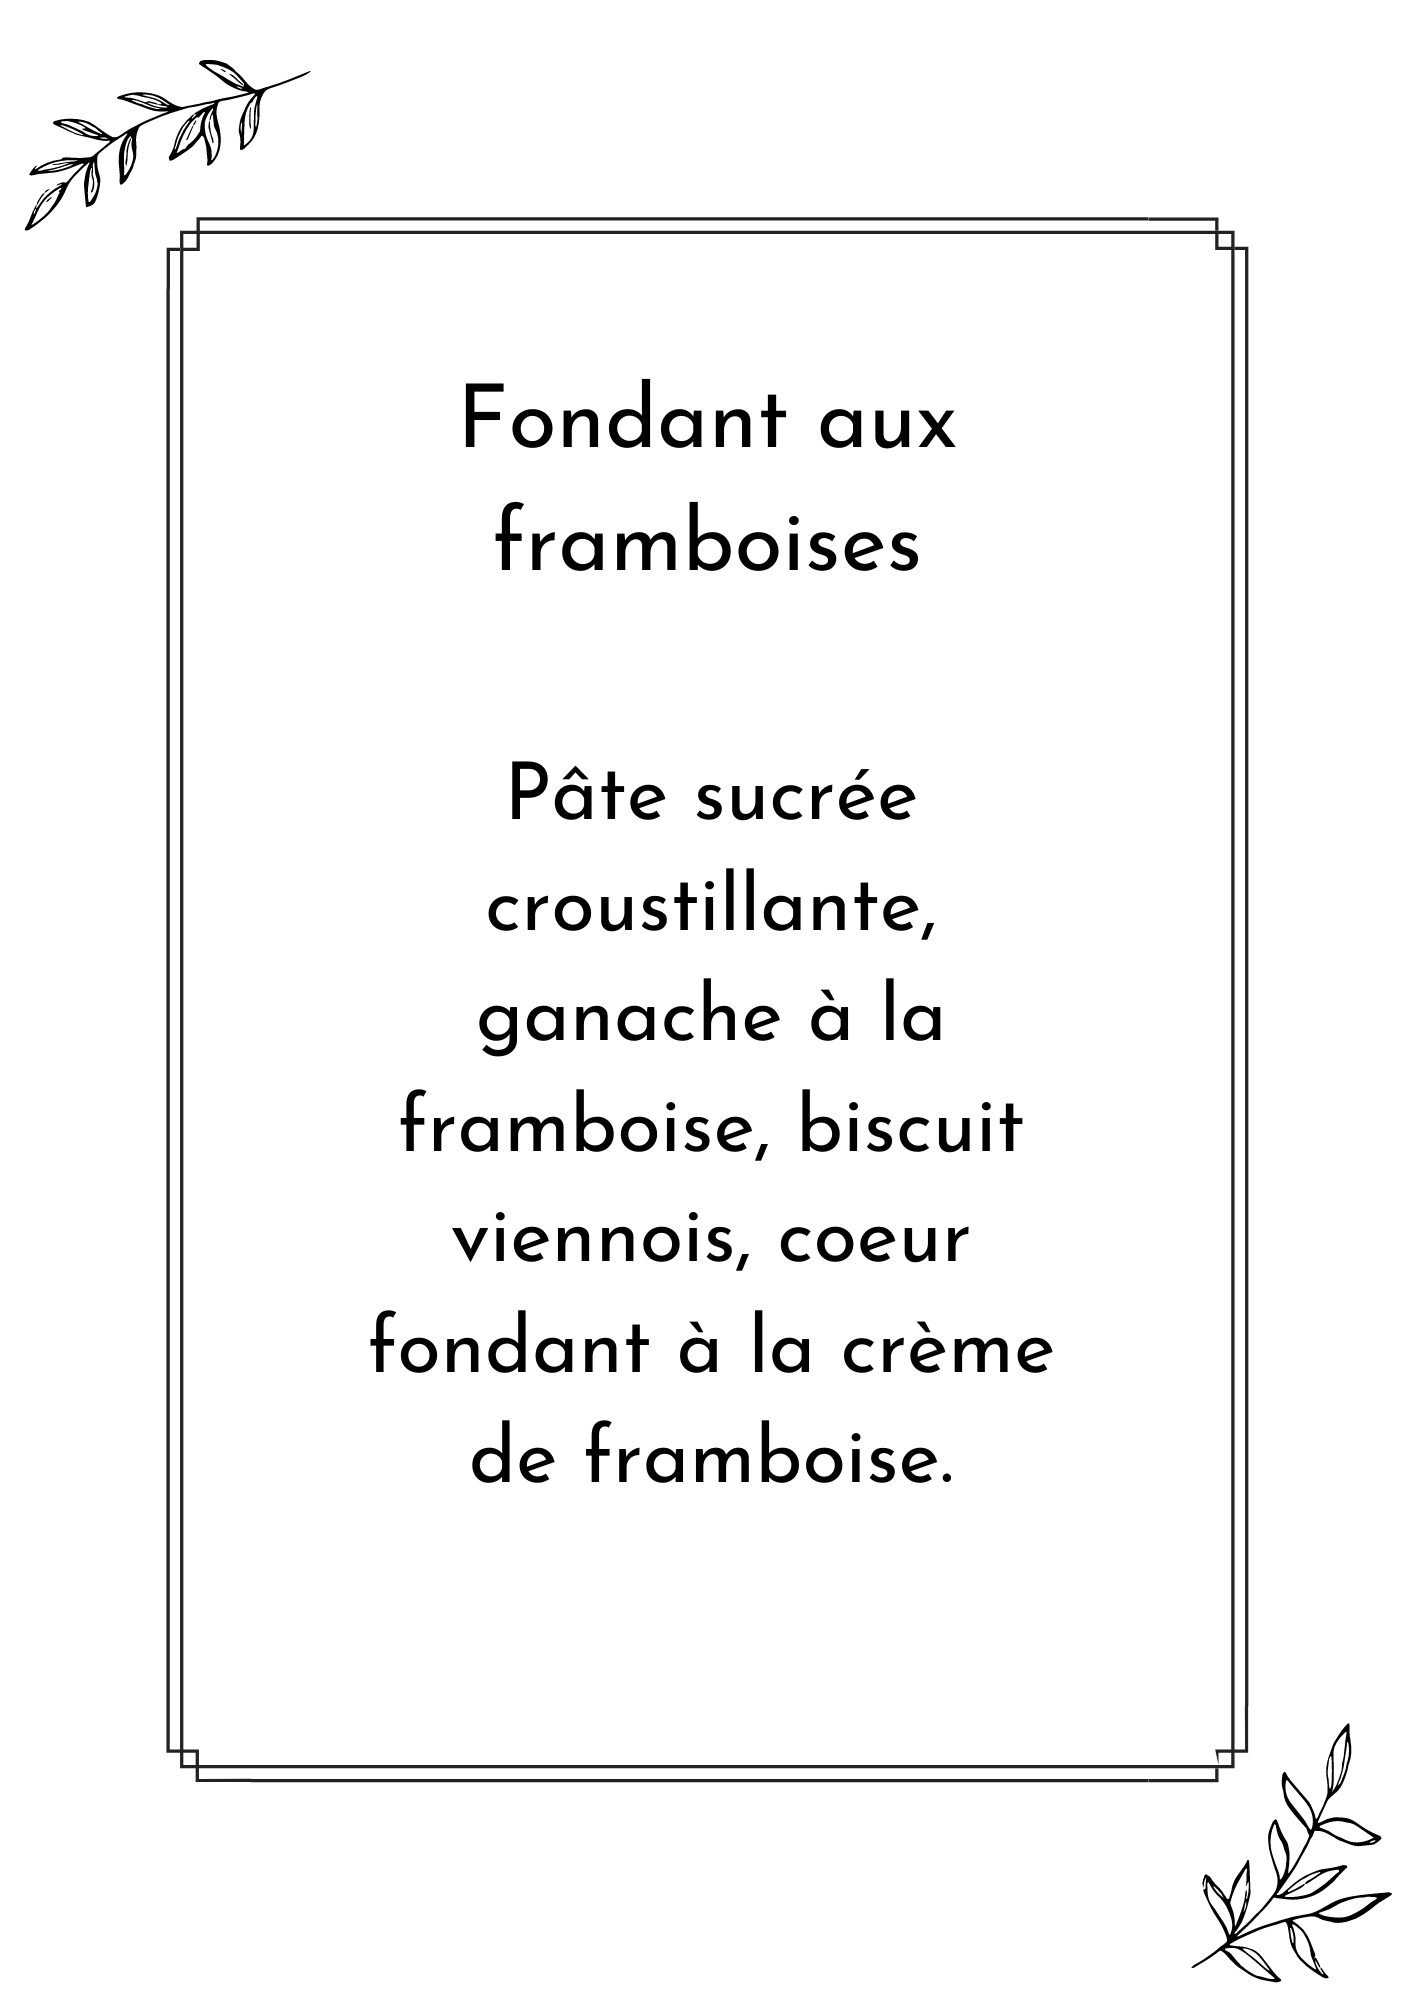 Fondant aux
framboises
Pâte sucrée
croustillante,
ganache à la
framboise, biscuit
viennois, coeur
fondant à la crème
de framboise.